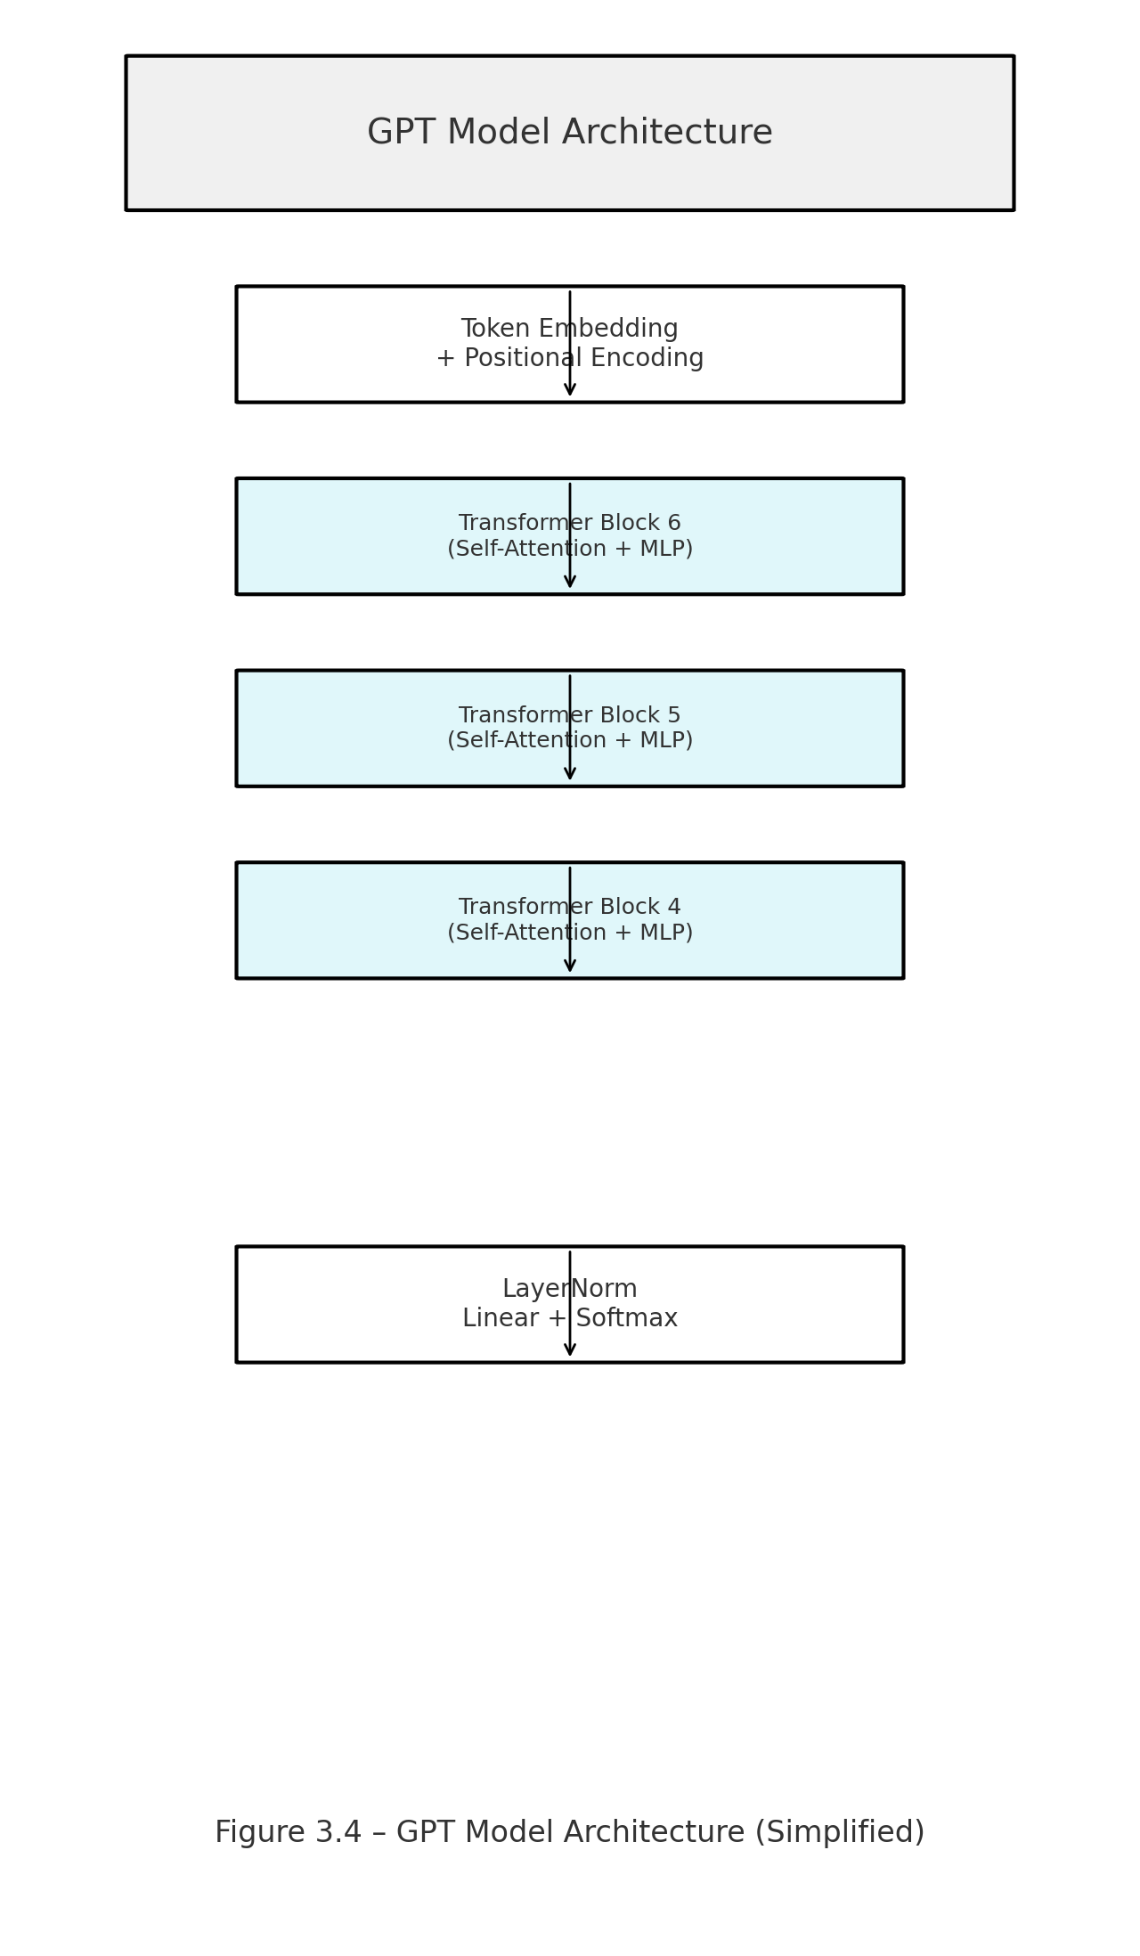 GPT Model Architecture
Token Embedding
+ Positional Encoding
Transformer Block 6
(Self-Attention + MLP)
Transformer Block 5
(Self-Attention + MLP)
Transformer Block 4
(Self-Attention + MLP)
LayerNorm
Linear + Softmax
Figure 3.4 – GPT Model Architecture (Simplified)